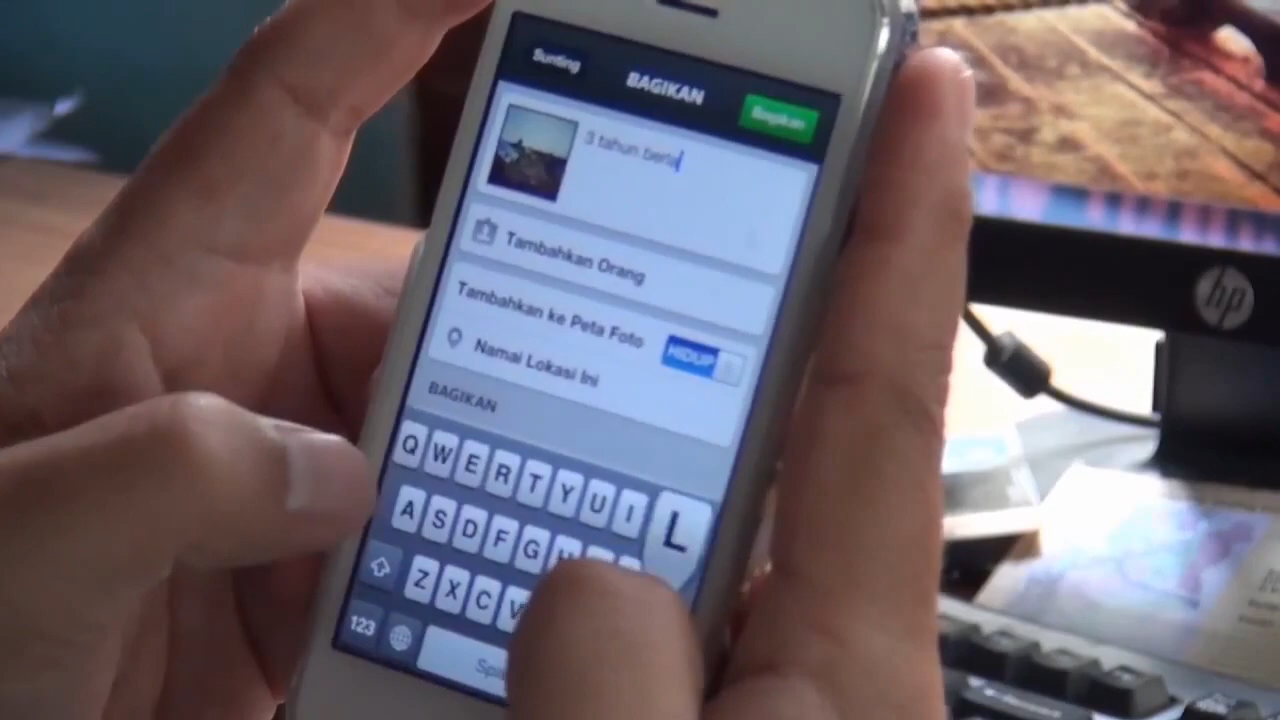 Sunting
BAGIKAN
Bagikan
3 tahun berla
Tambahkan Orang
Tambahkan ke Peta Foto
HIDUP
Namai Lokasi Ini
BAGIKAN
Q W E R T Y U I
L
A S D F G H
Z X C V
123
hp